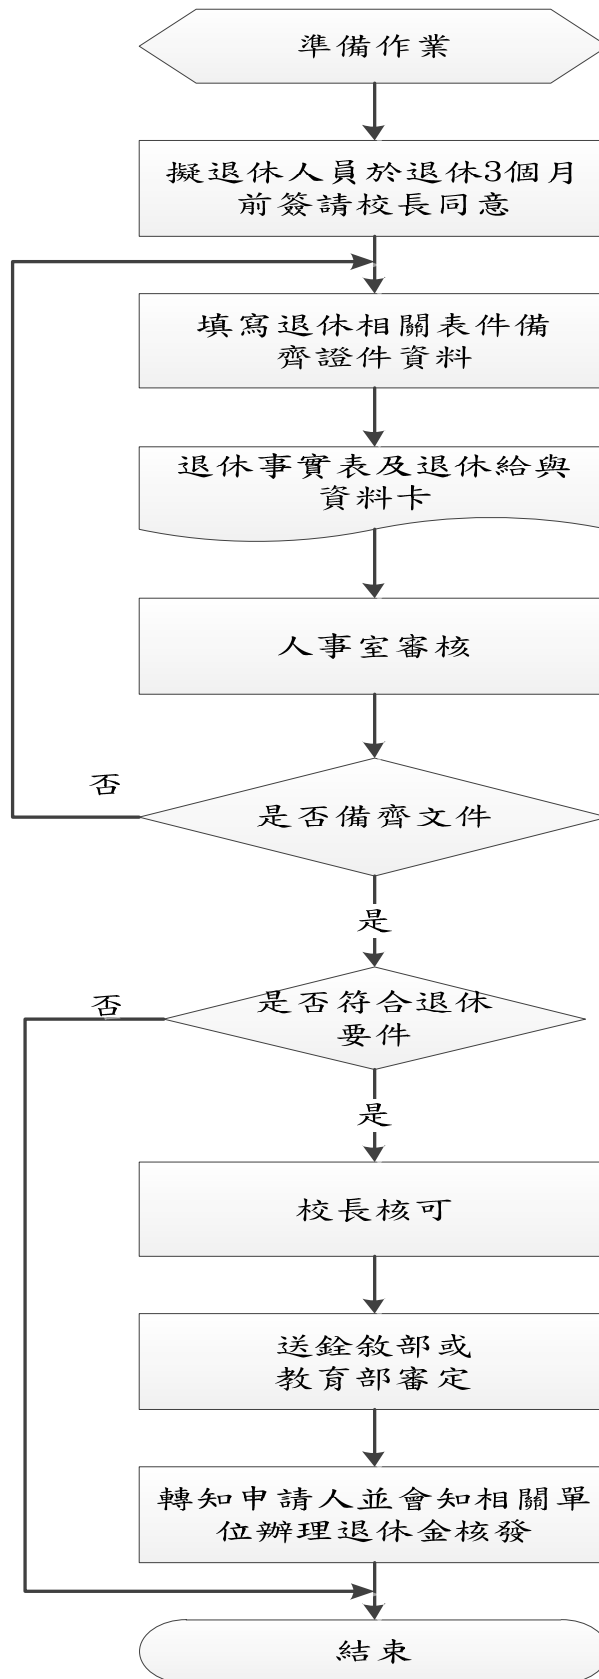 準備作業
擬退休人員於退休3個月
前簽請校長同意
填寫退休相關表件備
齊證件資料
退休事實表及退休給與
資料卡
人事室審核
否
是否備齊文件
是
否
是否符合退休
要件
是
校長核可
送銓敘部或
教育部審定
轉知申請人並會知相關單
位辦理退休金核發
結束